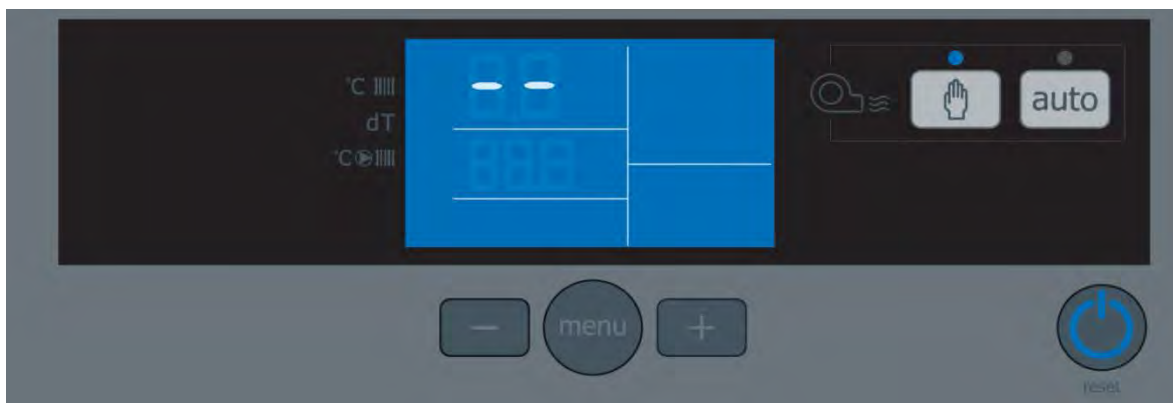 °C
dT
°C
- -
auto
− menu +
reset